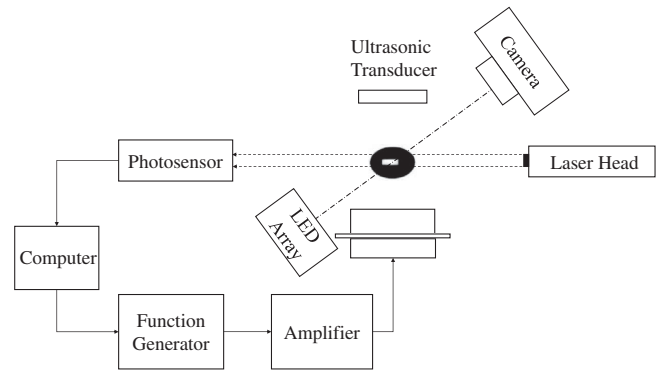 Ultrasonic
Transducer
Camera
Photosensor
Laser Head
LED
Array
Computer
Function
Generator
Amplifier